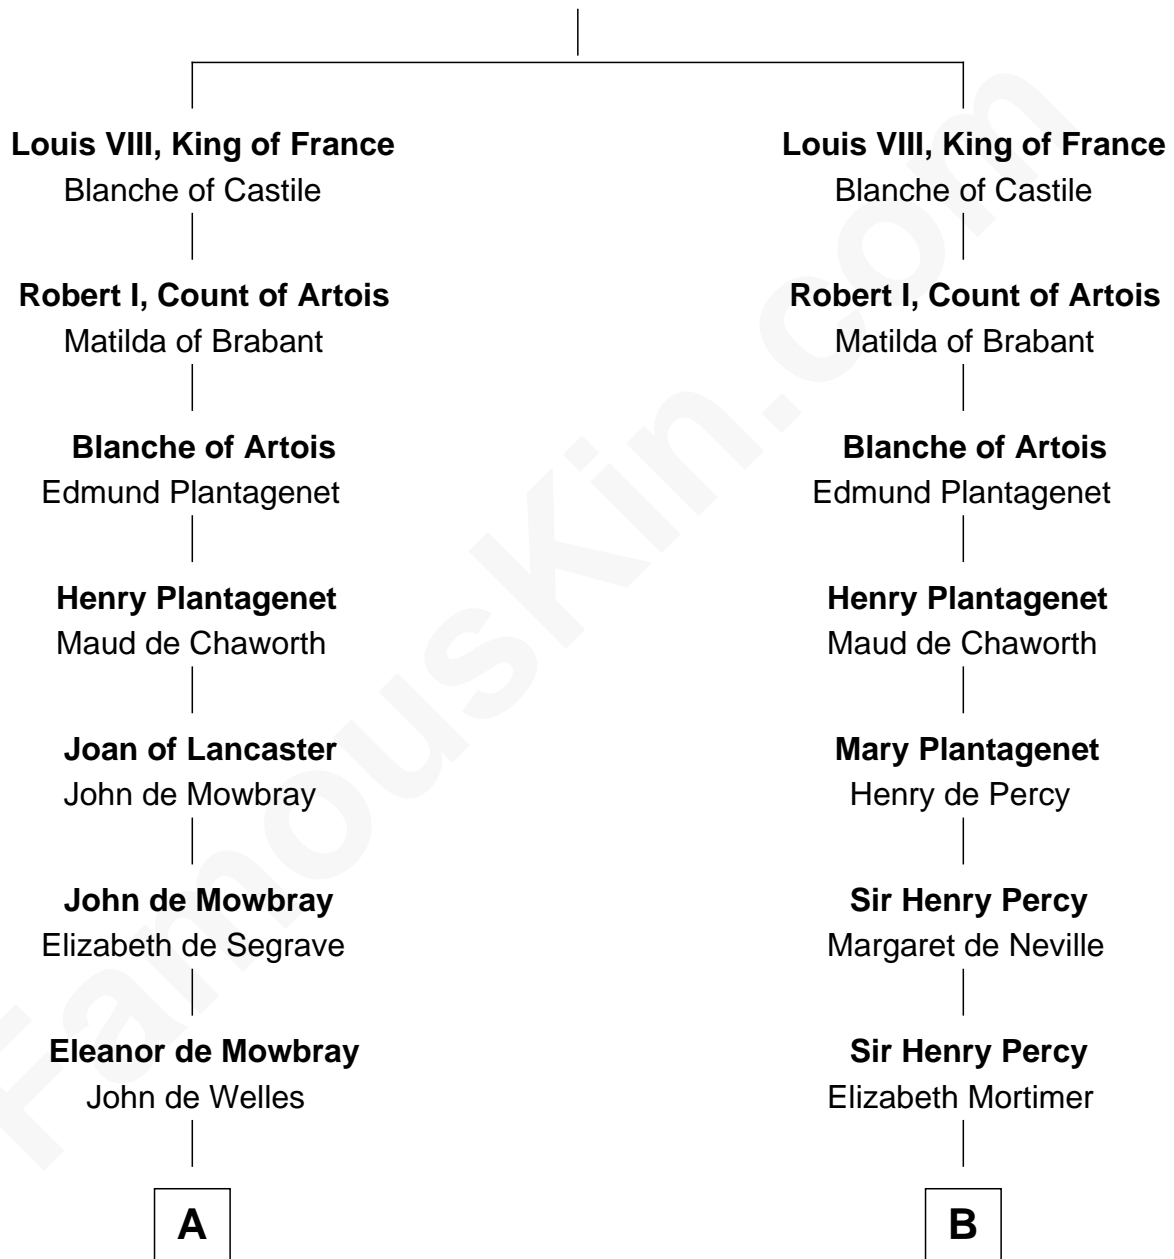 Louis VIII, King of France
Blanche of Castile
Robert I, Count of Artois
Matilda of Brabant
Blanche of Artois
Edmund Plantagenet
Henry Plantagenet
Maud de Chaworth
Joan of Lancaster
John de Mowbray
John de Mowbray
Elizabeth de Segrave
Eleanor de Mowbray
John de Welles
A
Louis VIII, King of France
Blanche of Castile
Robert I, Count of Artois
Matilda of Brabant
Blanche of Artois
Edmund Plantagenet
Henry Plantagenet
Maud de Chaworth
Mary Plantagenet
Henry de Percy
Sir Henry Percy
Margaret de Neville
Sir Henry Percy
Elizabeth Mortimer
B
FamousKin.com